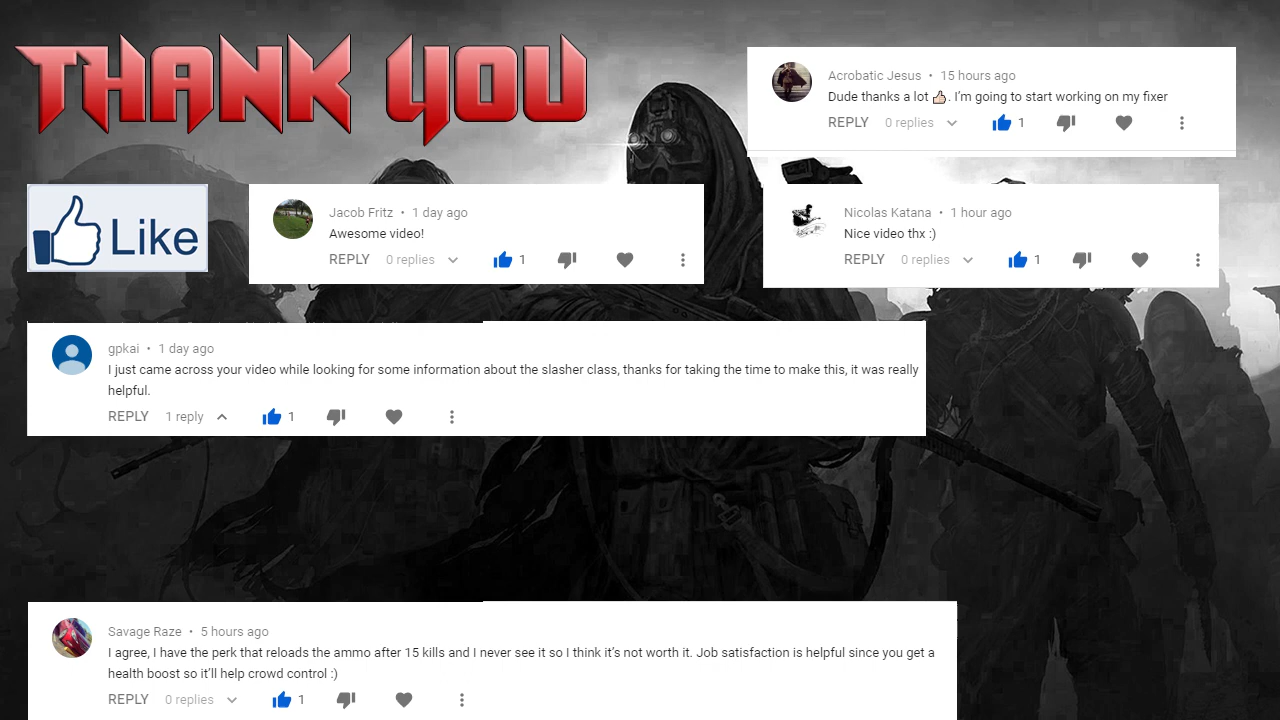 THANK YOU
Acrobatic Jesus • 15 hours ago
Dude thanks a lot 👍🏻. I'm going to start working on my fixer
REPLY 0 replies 1
Like
Jacob Fritz • 1 day ago
Awesome video!
REPLY 0 replies 1
Nicolas Katana • 1 hour ago
Nice video thx :)
REPLY 0 replies 1
gpkai • 1 day ago
I just came across your video while looking for some information about the slasher class, thanks for taking the time to make this, it was really
helpful.
REPLY 1 reply 1
Savage Raze • 5 hours ago
I agree, I have the perk that reloads the ammo after 15 kills and I never see it so I think it's not worth it. Job satisfaction is helpful since you get a
health boost so it'll help crowd control :)
REPLY 0 replies 1